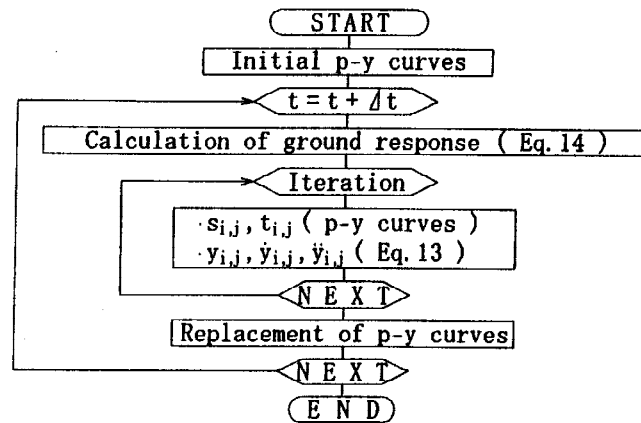 START
Initial p-y curves
t = t + Δt
Calculation of ground response ( Eq. 14 )
Iteration
·s_{i,j}, t_{i,j} ( p-y curves )
·y_{i,j}, ẏ_{i,j}, ÿ_{i,j} ( Eq. 13 )
N E X T
Replacement of p-y curves
N E X T
E N D